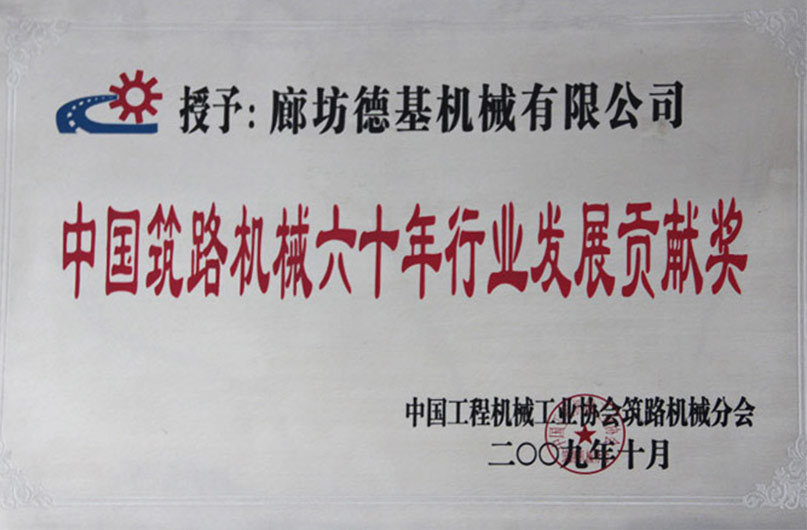 授予：廊坊德基机械有限公司
中国筑路机械六十年行业发展贡献奖
中国工程机械工业协会筑路机械分会
二〇〇九年十月